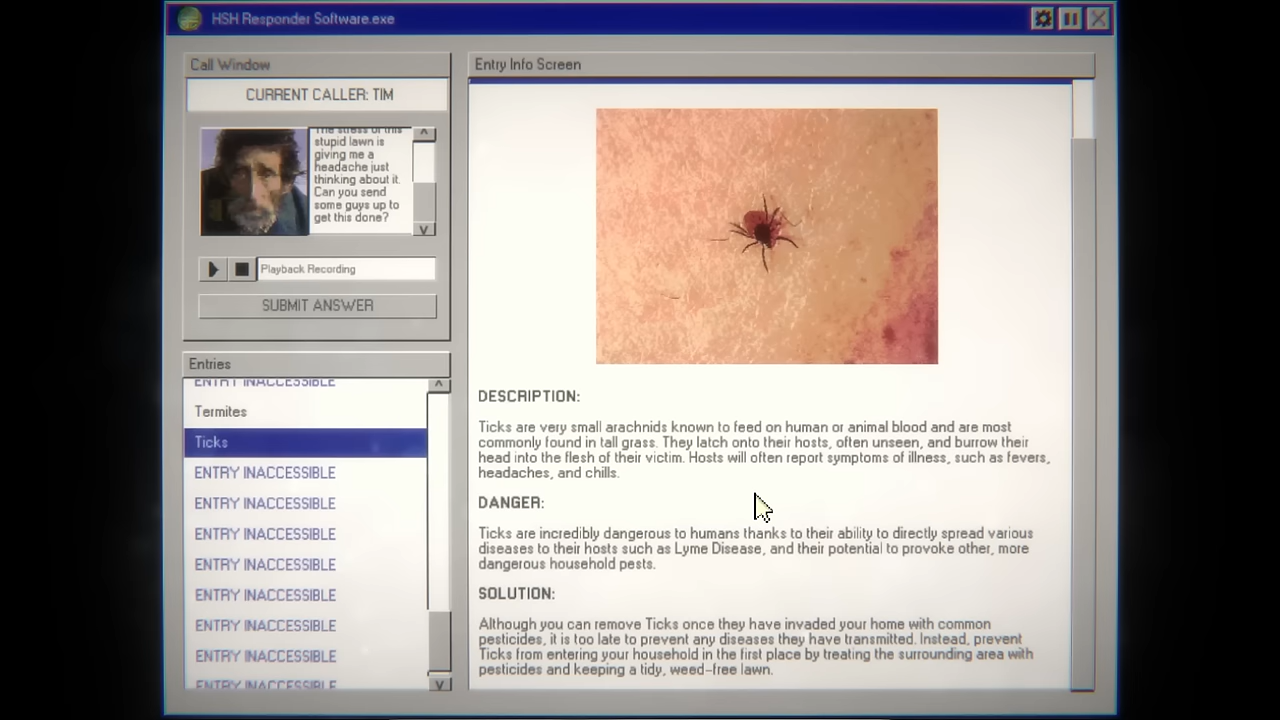 HSH Responder Software.exe
Call Window
CURRENT CALLER: TIM
The stress of this
stupid lawn is
giving me a
headache just
thinking about it.
Can you send
some guys up to
get this done?
Playback Recording
SUBMIT ANSWER
Entries
ENTRY INACCESSIBLE
Termites
Ticks
ENTRY INACCESSIBLE
ENTRY INACCESSIBLE
ENTRY INACCESSIBLE
ENTRY INACCESSIBLE
ENTRY INACCESSIBLE
ENTRY INACCESSIBLE
ENTRY INACCESSIBLE
ENTRY INACCESSIBLE
Entry Info Screen
DESCRIPTION:
Ticks are very small arachnids known to feed on human or animal blood and are most
commonly found in tall grass. They latch onto their hosts, often unseen, and burrow their
head into the flesh of their victim. Hosts will often report symptoms of illness, such as fevers,
headaches, and chills.
DANGER:
Ticks are incredibly dangerous to humans thanks to their ability to directly spread various
diseases to their hosts such as Lyme Disease, and their potential to provoke other, more
dangerous household pests.
SOLUTION:
Although you can remove Ticks once they have invaded your home with common
pesticides, it is too late to prevent any diseases they have transmitted. Instead, prevent
Ticks from entering your household in the first place by treating the surrounding area with
pesticides and keeping a tidy, weed-free lawn.